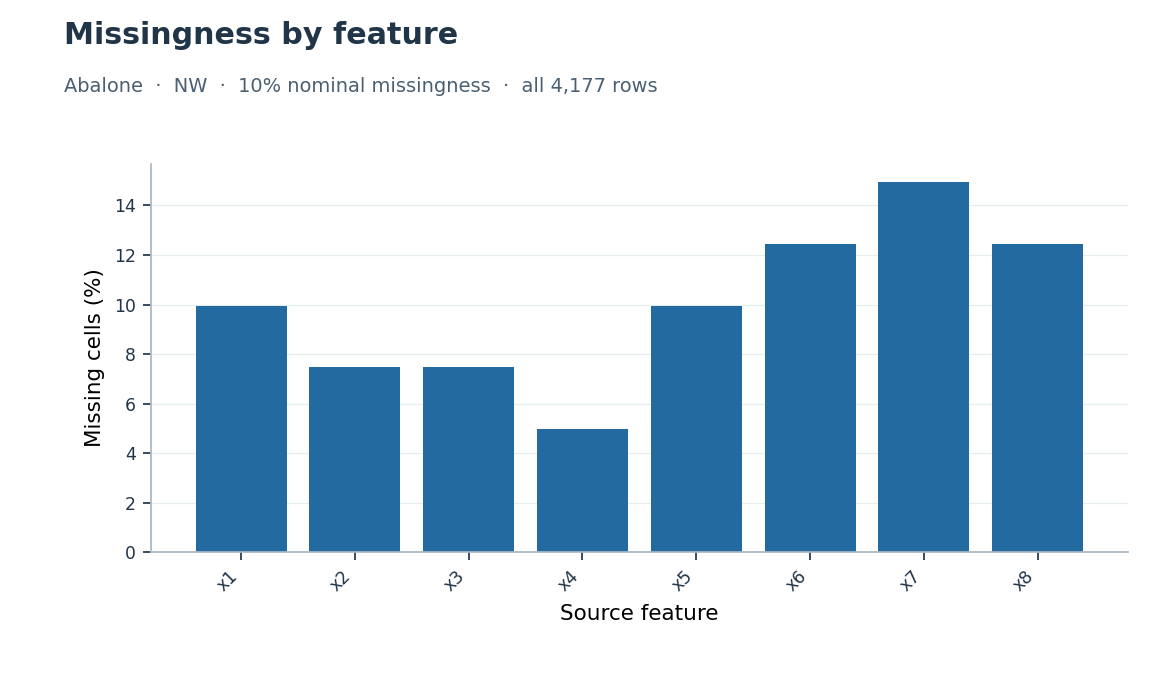 Missingness by feature
Abalone · NW · 10% nominal missingness · all 4,177 rows
Missing cells (%)
14
12
10
8
6
4
2
0
x1 x2 x3 x4 x5 x6 x7 x8
Source feature